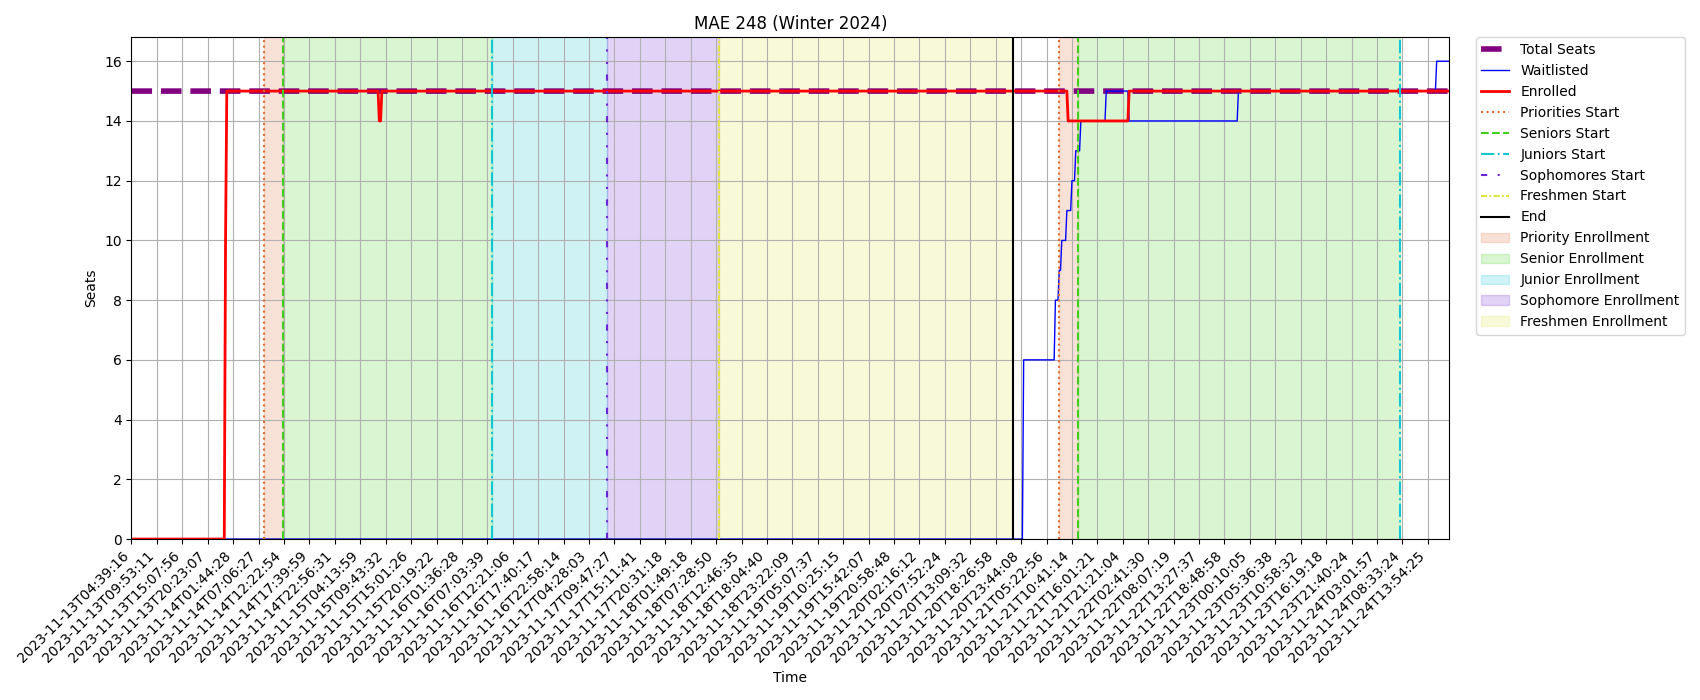 MAE 248 (Winter 2024)
16
14
12
10
8
6
4
2
0
Seats
2023-11-13T04:39:16
2023-11-13T09:53:11
2023-11-13T15:07:56
2023-11-13T20:23:07
2023-11-14T01:44:28
2023-11-14T07:06:27
2023-11-14T12:22:54
2023-11-14T17:39:59
2023-11-14T22:56:31
2023-11-15T04:13:59
2023-11-15T09:43:32
2023-11-15T15:01:26
2023-11-15T20:19:22
2023-11-16T01:36:28
2023-11-16T07:03:39
2023-11-16T12:21:06
2023-11-16T17:40:17
2023-11-16T22:58:14
2023-11-17T04:28:03
2023-11-17T09:47:27
2023-11-17T15:11:41
2023-11-17T20:31:18
2023-11-18T01:49:18
2023-11-18T07:28:50
2023-11-18T12:46:35
2023-11-18T18:04:40
2023-11-18T23:22:09
2023-11-19T05:07:37
2023-11-19T10:25:15
2023-11-19T15:42:07
2023-11-19T20:58:48
2023-11-20T02:16:12
2023-11-20T07:52:24
2023-11-20T13:09:32
2023-11-20T18:26:58
2023-11-20T23:44:08
2023-11-21T05:22:56
2023-11-21T10:41:14
2023-11-21T16:01:21
2023-11-21T21:21:04
2023-11-22T02:41:30
2023-11-22T08:07:19
2023-11-22T13:27:37
2023-11-22T18:48:58
2023-11-23T00:10:05
2023-11-23T05:36:38
2023-11-23T10:58:32
2023-11-23T16:19:18
2023-11-23T21:40:24
2023-11-24T03:01:57
2023-11-24T08:33:24
2023-11-24T13:54:25
Time
Total Seats
Waitlisted
Enrolled
Priorities Start
Seniors Start
Juniors Start
Sophomores Start
Freshmen Start
End
Priority Enrollment
Senior Enrollment
Junior Enrollment
Sophomore Enrollment
Freshmen Enrollment